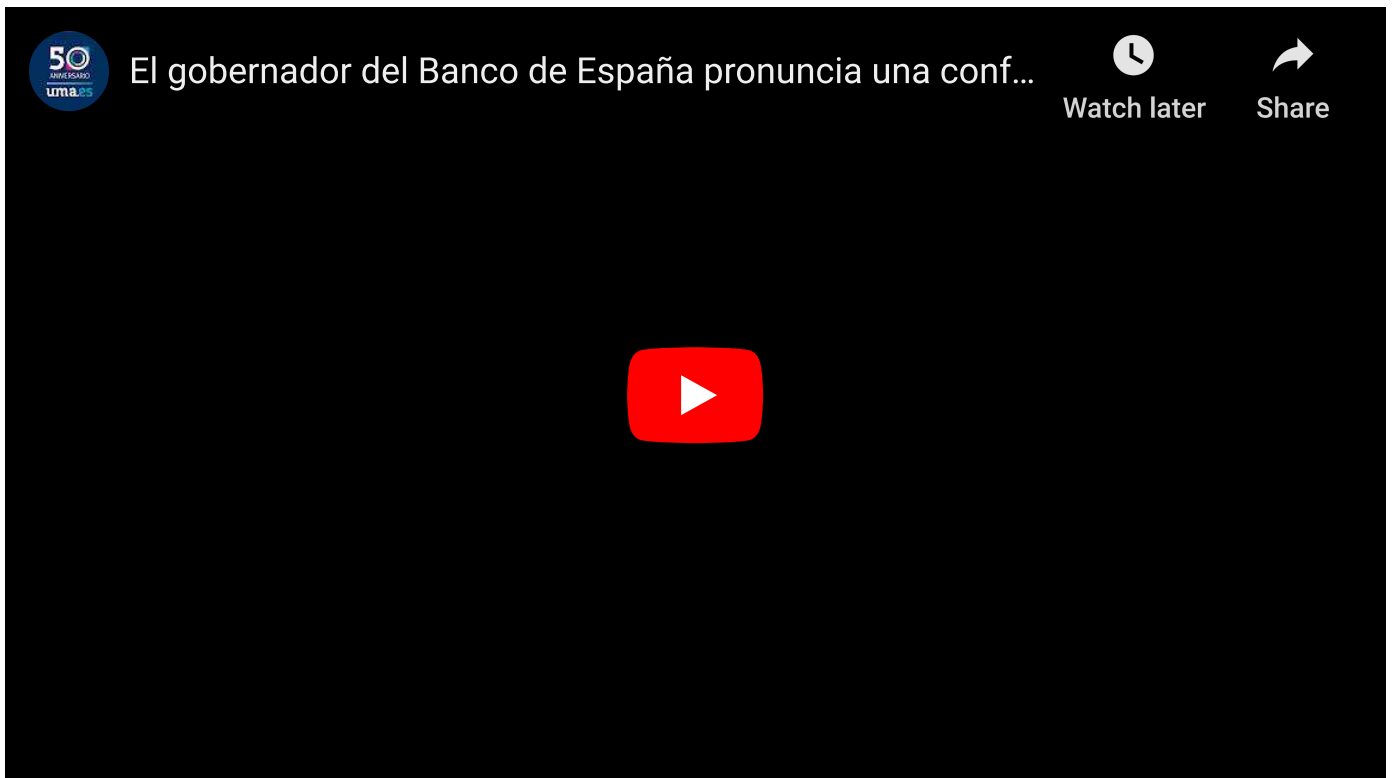 50
ANIVERSARIO
uma.es
El gobernador del Banco de España pronuncia una conf...
Watch later
Share